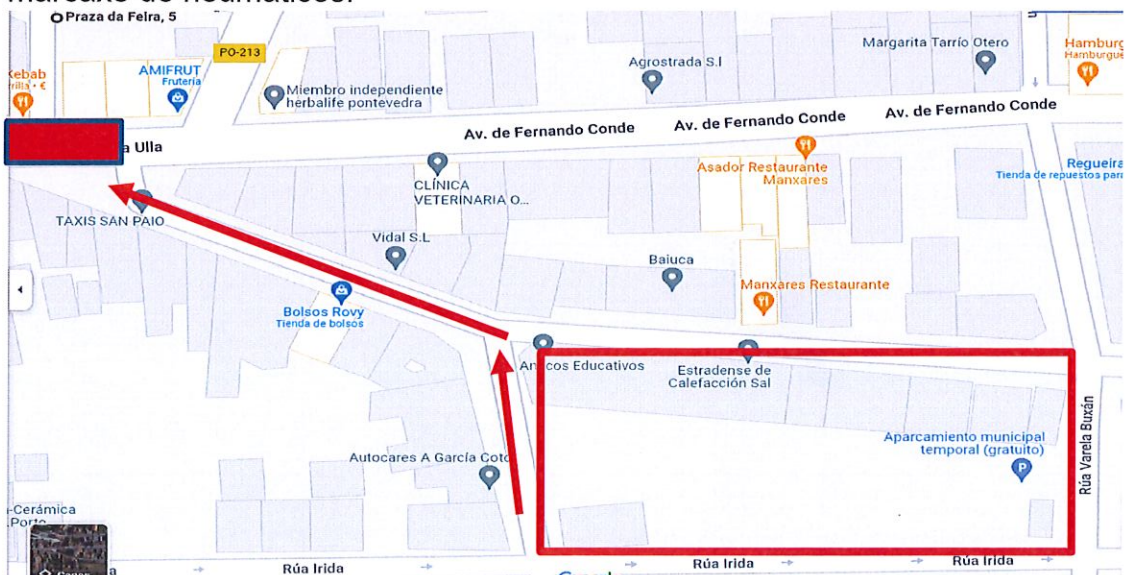 Marcaxe de neumáticos.
Praza da Feira, 5
PO-213
Margarita Tarrío Otero
Hamburg
Hamburgue
Agrostrada S.l
Kebab
AMIFRUT
Frutería
Miembro independiente
herbalife pontevedra
a Ulla
Av. de Fernando Conde
Av. de Fernando Conde
Av. de Fernando Conde
Asador Restaurante
Manxares
Regueira
Tienda de repuestos para
CLÍNICA
VETERINARIA O...
TAXIS SAN PAIO
Vidal S.L
Baiuca
Manxares Restaurante
Bolsos Rovy
Tienda de bolsos
cos Educativos
Estradense de
Calefacción Sal
Rúa Varela Buxán
Aparcamiento municipal
temporal (gratuito)
P
Autocares A García Coto
-Cerámica
Porto
Rúa Irida
Rúa Irida
Rúa Irida